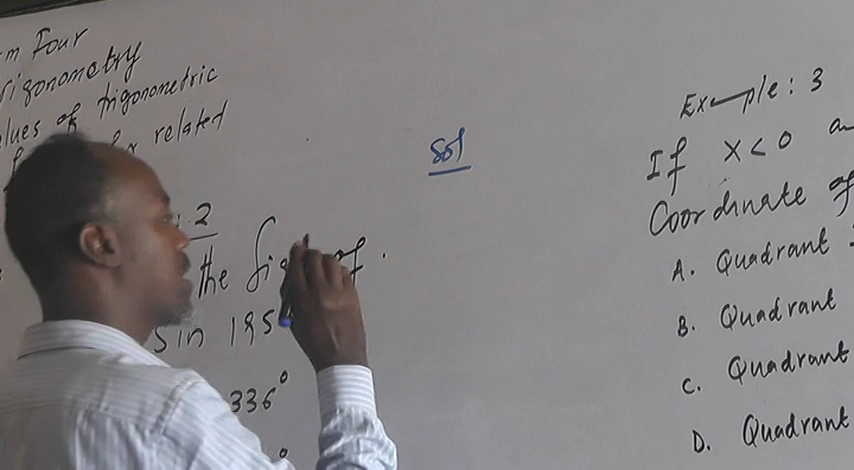 m Four
rigonometry
alues of trigonometric
related
2
the Sig of .
Sin 195
336°
Sol
Example: 3
If X<0 a
Coordinate of
A. Quadrant
B. Quadrant
C. Quadrant
D. Quadrant